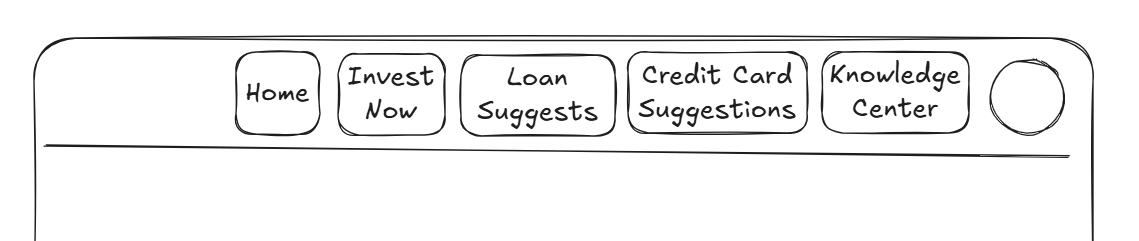 Home
Invest
Now
Loan
Suggests
Credit Card
Suggestions
Knowledge
Center